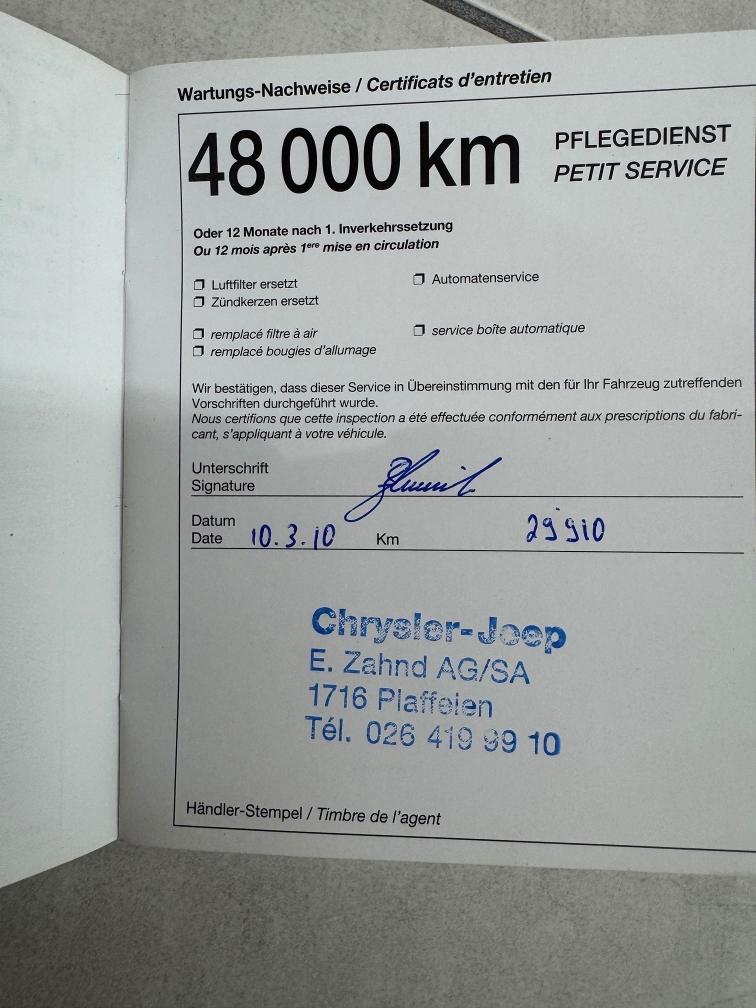 Wartungs-Nachweise / Certificats d'entretien
48 000 km
PFLEGEDIENST
PETIT SERVICE
Oder 12 Monate nach 1. Inverkehrssetzung
Ou 12 mois après 1ere mise en circulation
❐ Luftfilter ersetzt
❐ Automatenservice
❐ Zündkerzen ersetzt
❐ remplacé filtre à air
❐ service boîte automatique
❐ remplacé bougies d'allumage
Wir bestätigen, dass dieser Service in Übereinstimmung mit den für Ihr Fahrzeug zutreffenden
Vorschriften durchgeführt wurde.
Nous certifions que cette inspection a été effectuée conformément aux prescriptions du fabri-
cant, s'appliquant à votre véhicule.
Unterschrift
Signature
Datum
Date 10.3.10 Km 29 910
Chrysler-Jeep
E. Zahnd AG/SA
1716 Plaffeien
Tél. 026 419 99 10
Händler-Stempel / Timbre de l'agent